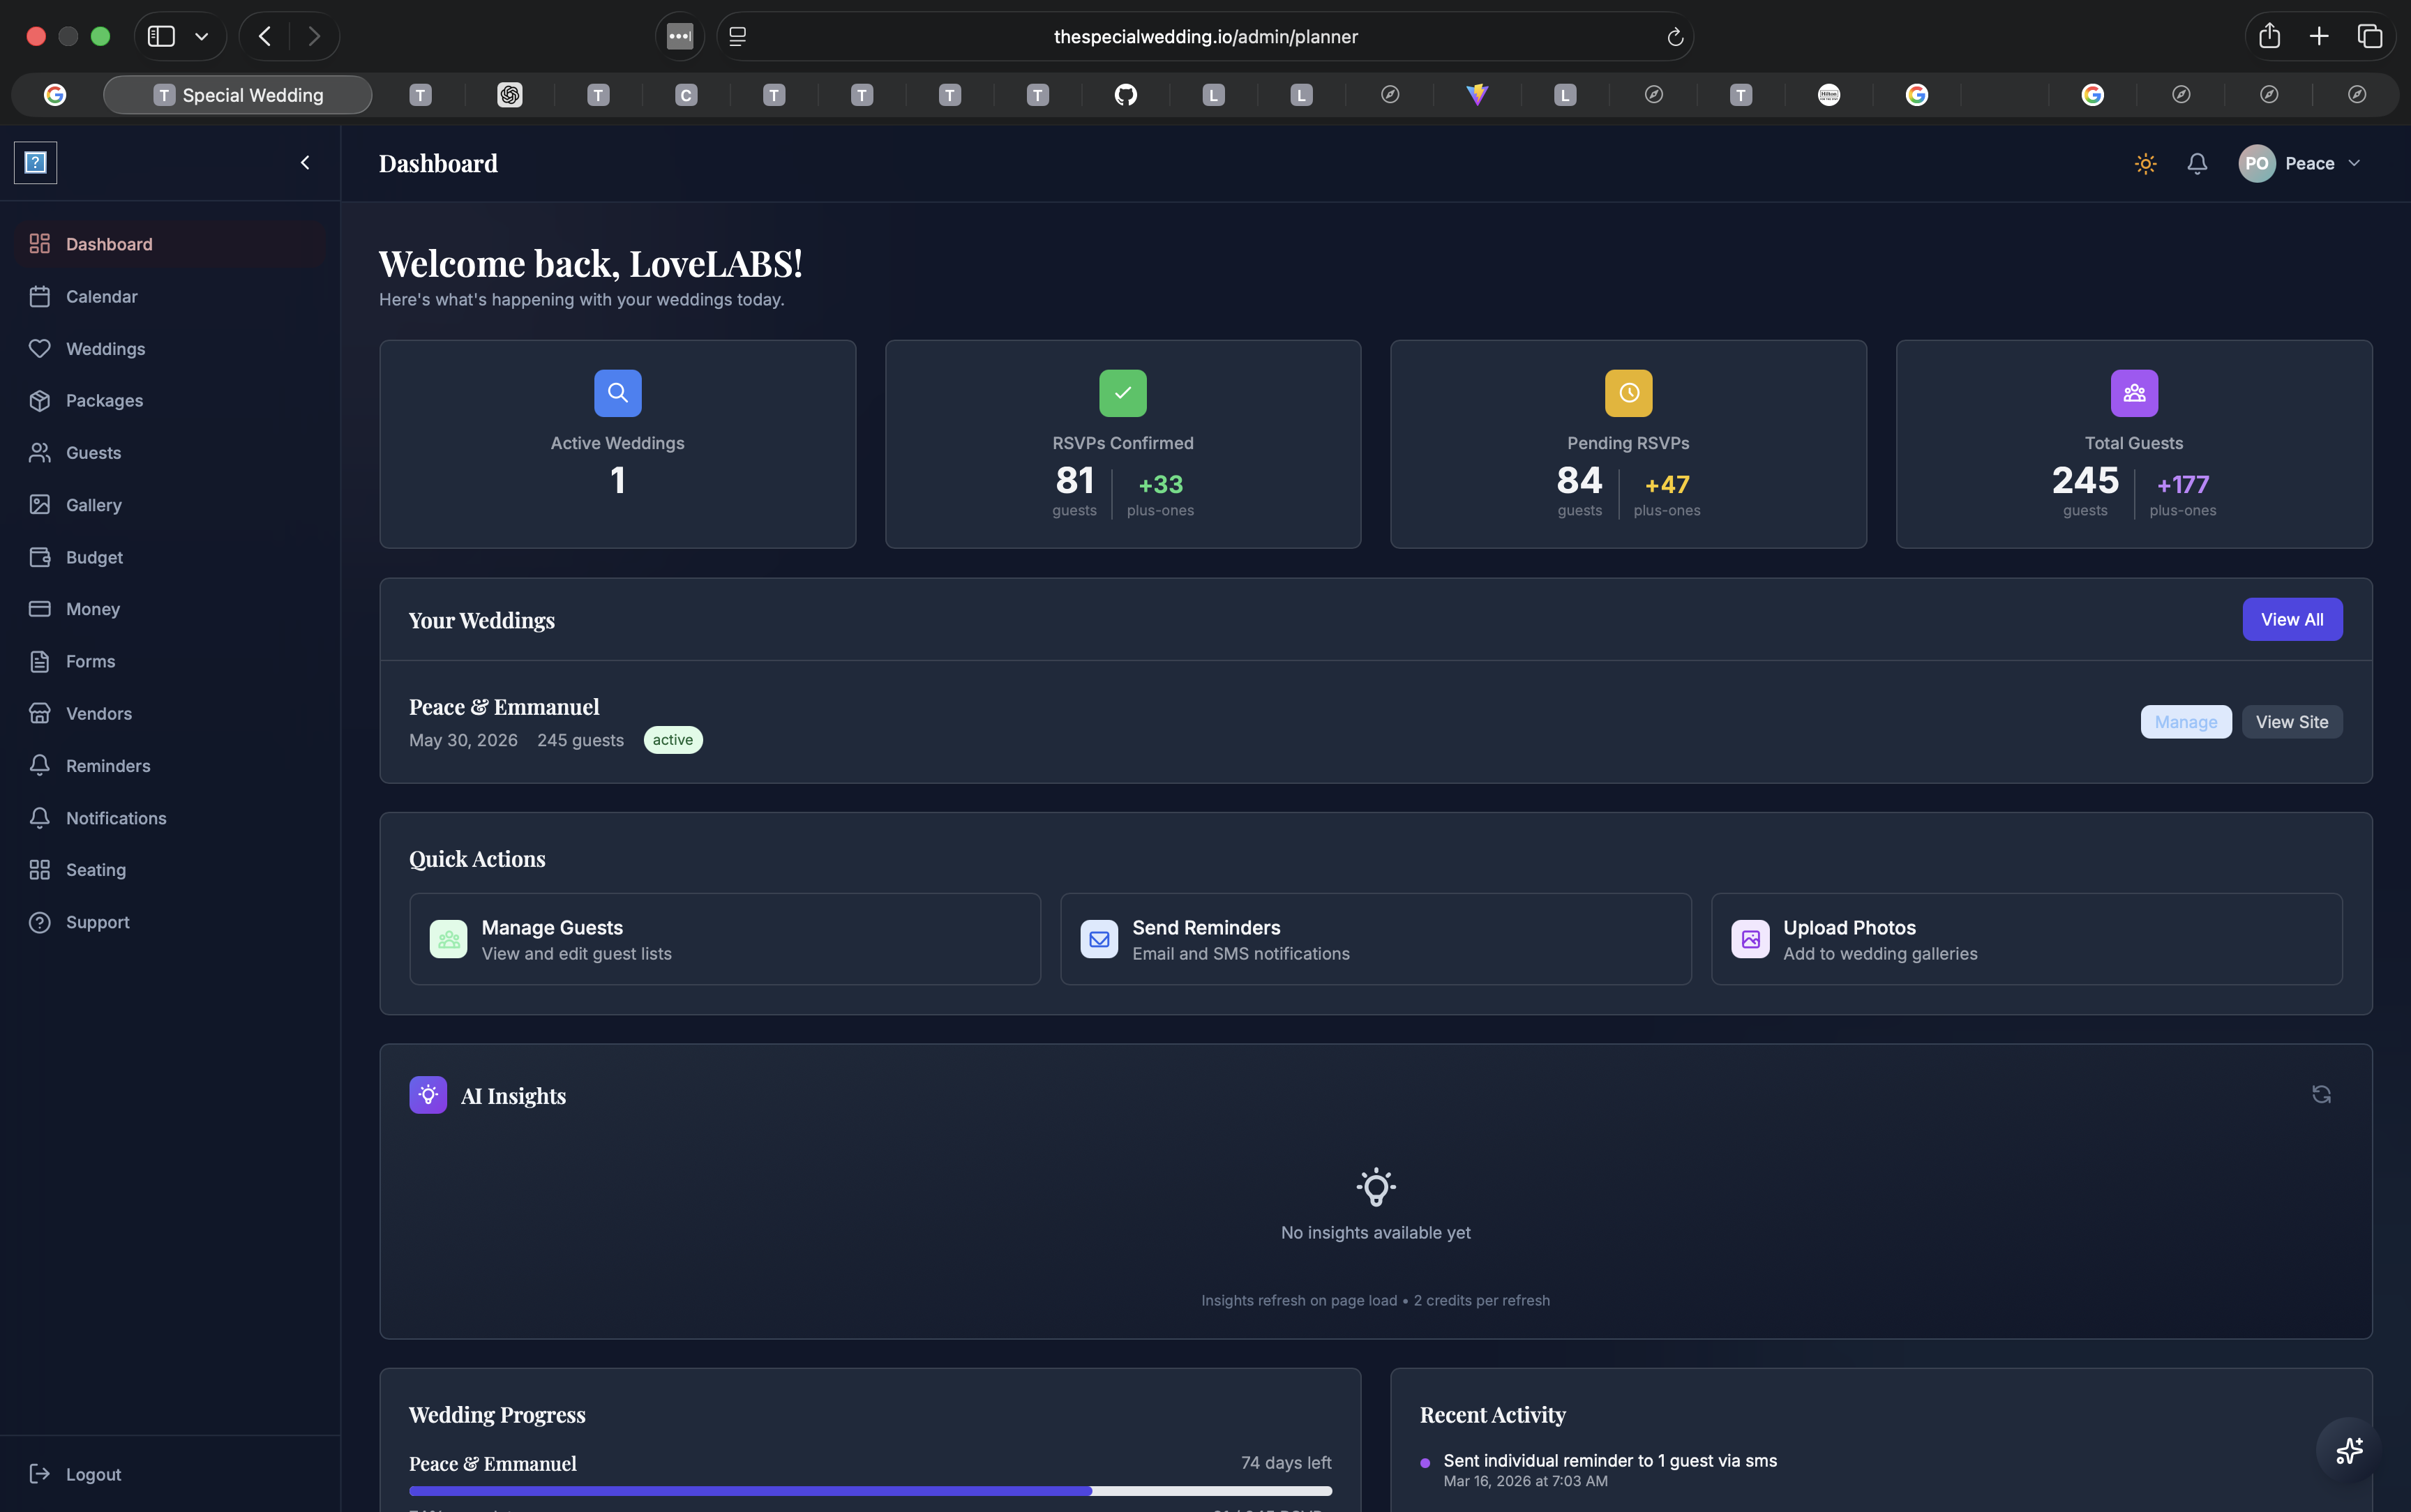 thespecialwedding.io/admin/planner
T Special Wedding
T
T
C
T
T
T
T
L
L
L
T
Dashboard
PO Peace
Dashboard
Calendar
Weddings
Packages
Guests
Gallery
Budget
Money
Forms
Vendors
Reminders
Notifications
Seating
Support
Logout
Welcome back, LoveLABS!
Here's what's happening with your weddings today.
Active Weddings
1
RSVPs Confirmed
81 +33
guests plus-ones
Pending RSVPs
84 +47
guests plus-ones
Total Guests
245 +177
guests plus-ones
Your Weddings
View All
Peace & Emmanuel
May 30, 2026 245 guests active
Manage View Site
Quick Actions
Manage Guests
View and edit guest lists
Send Reminders
Email and SMS notifications
Upload Photos
Add to wedding galleries
AI Insights
No insights available yet
Insights refresh on page load • 2 credits per refresh
Wedding Progress
Peace & Emmanuel 74 days left
Recent Activity
Sent individual reminder to 1 guest via sms
Mar 16, 2026 at 7:03 AM